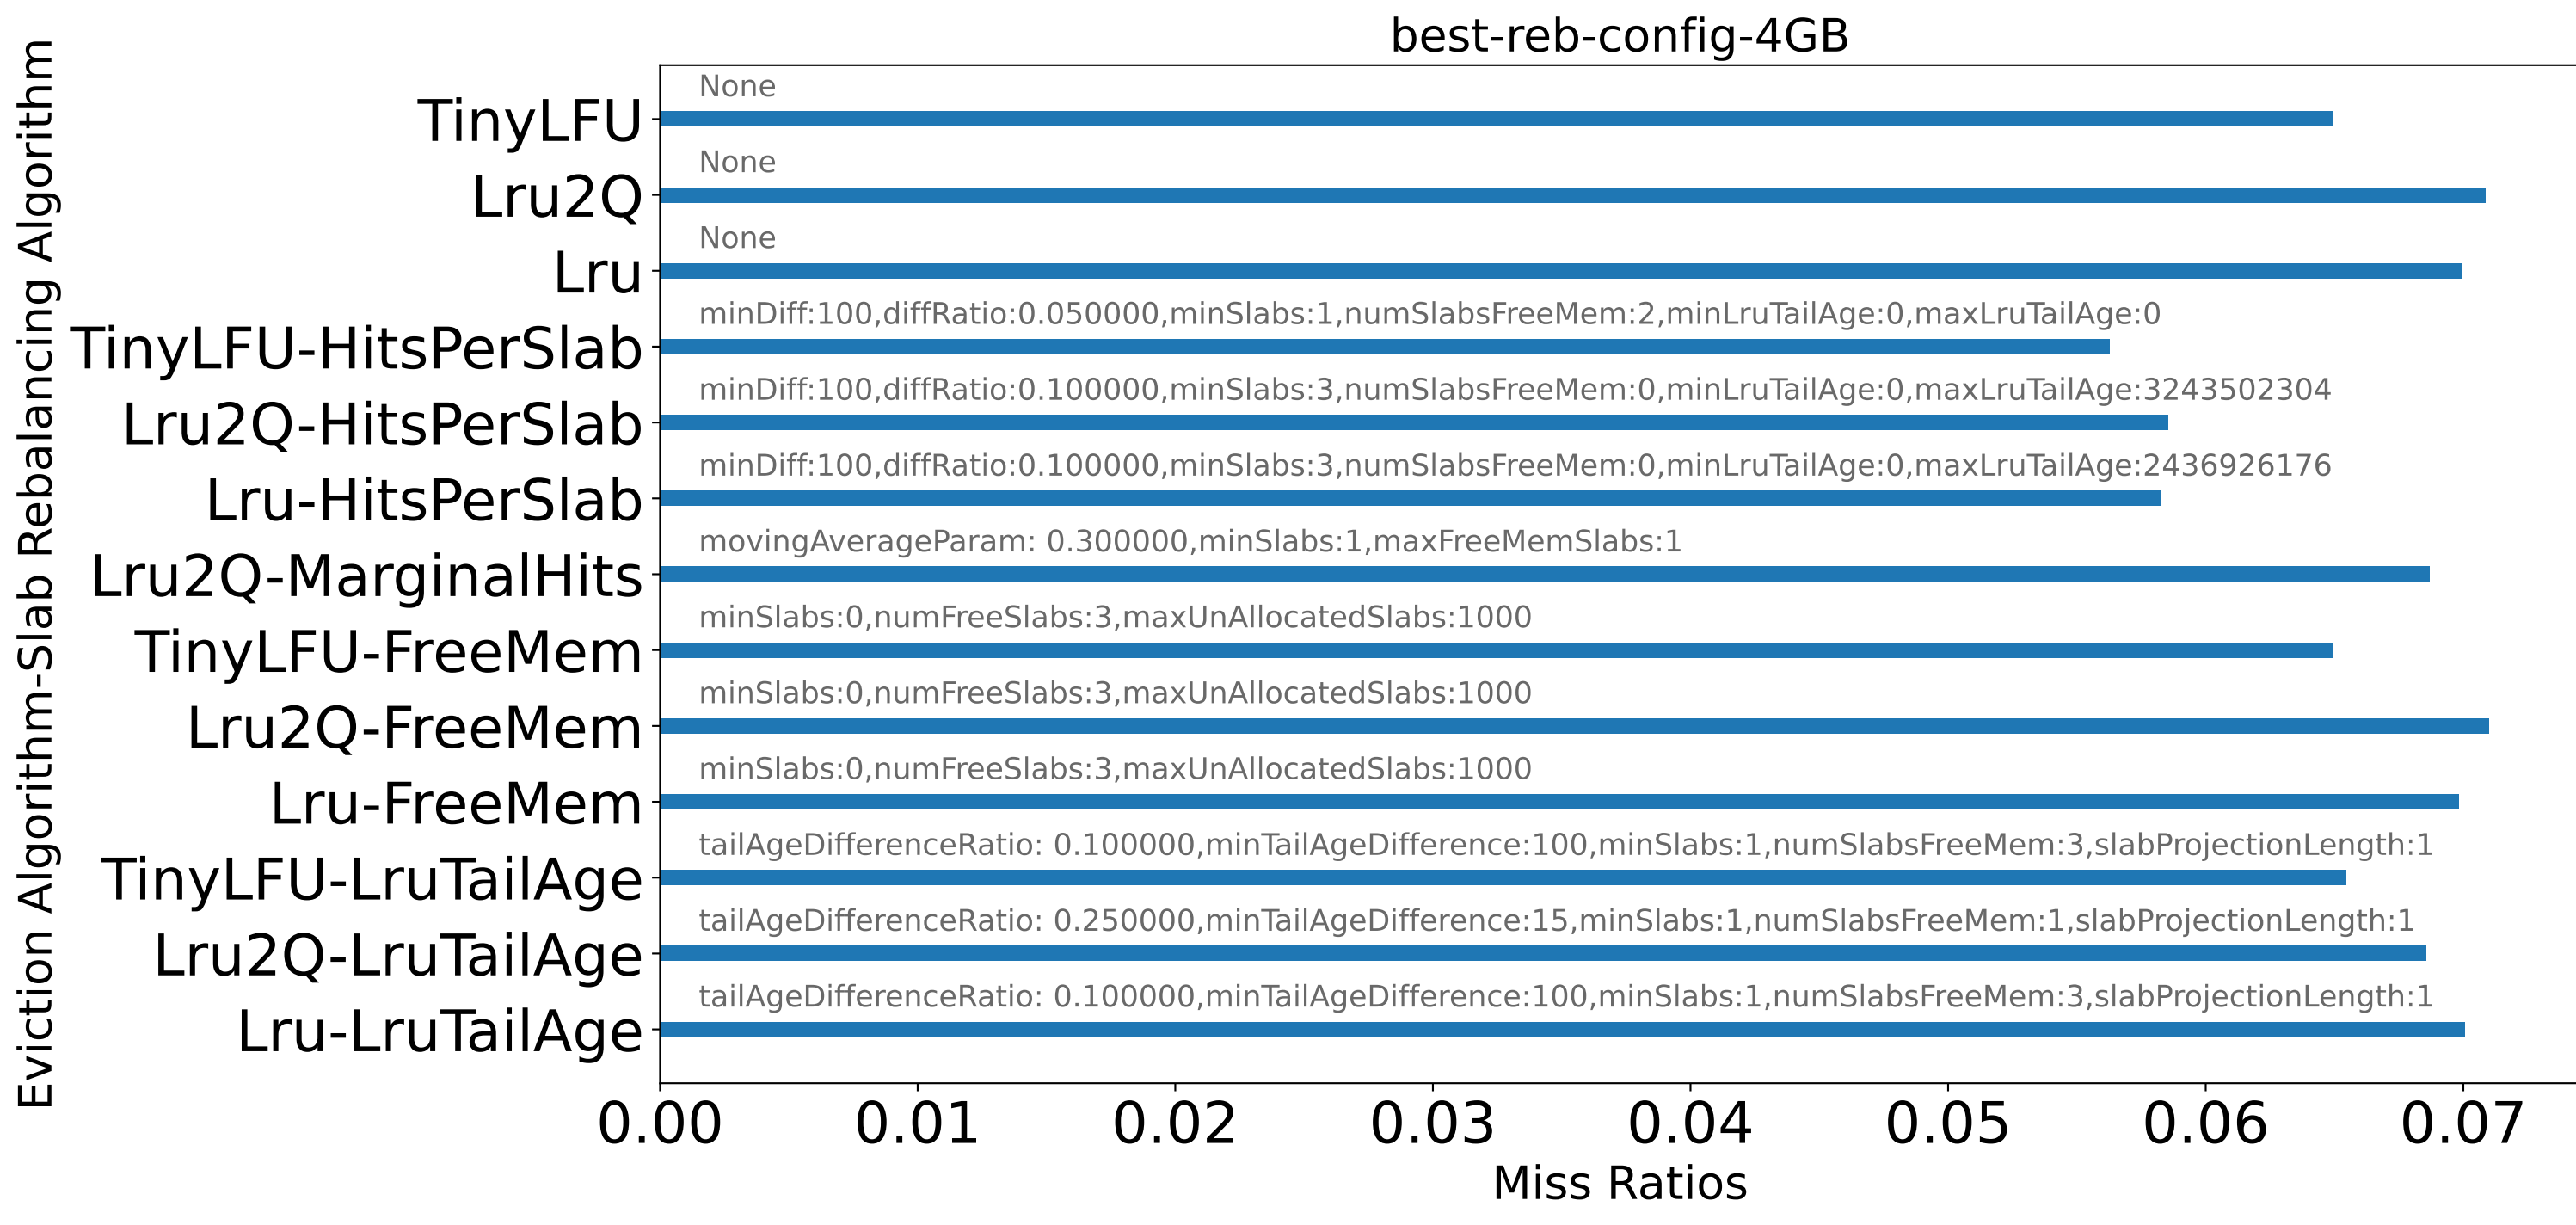 best-reb-config-4GB
Eviction Algorithm-Slab Rebalancing Algorithm
None
TinyLFU
None
Lru2Q
None
Lru
minDiff:100,diffRatio:0.050000,minSlabs:1,numSlabsFreeMem:2,minLruTailAge:0,maxLruTailAge:0
TinyLFU-HitsPerSlab
minDiff:100,diffRatio:0.100000,minSlabs:3,numSlabsFreeMem:0,minLruTailAge:0,maxLruTailAge:3243502304
Lru2Q-HitsPerSlab
minDiff:100,diffRatio:0.100000,minSlabs:3,numSlabsFreeMem:0,minLruTailAge:0,maxLruTailAge:2436926176
Lru-HitsPerSlab
movingAverageParam: 0.300000,minSlabs:1,maxFreeMemSlabs:1
Lru2Q-MarginalHits
minSlabs:0,numFreeSlabs:3,maxUnAllocatedSlabs:1000
TinyLFU-FreeMem
minSlabs:0,numFreeSlabs:3,maxUnAllocatedSlabs:1000
Lru2Q-FreeMem
minSlabs:0,numFreeSlabs:3,maxUnAllocatedSlabs:1000
Lru-FreeMem
tailAgeDifferenceRatio: 0.100000,minTailAgeDifference:100,minSlabs:1,numSlabsFreeMem:3,slabProjectionLength:1
TinyLFU-LruTailAge
tailAgeDifferenceRatio: 0.250000,minTailAgeDifference:15,minSlabs:1,numSlabsFreeMem:1,slabProjectionLength:1
Lru2Q-LruTailAge
tailAgeDifferenceRatio: 0.100000,minTailAgeDifference:100,minSlabs:1,numSlabsFreeMem:3,slabProjectionLength:1
Lru-LruTailAge
0.00 0.01 0.02 0.03 0.04 0.05 0.06 0.07
Miss Ratios